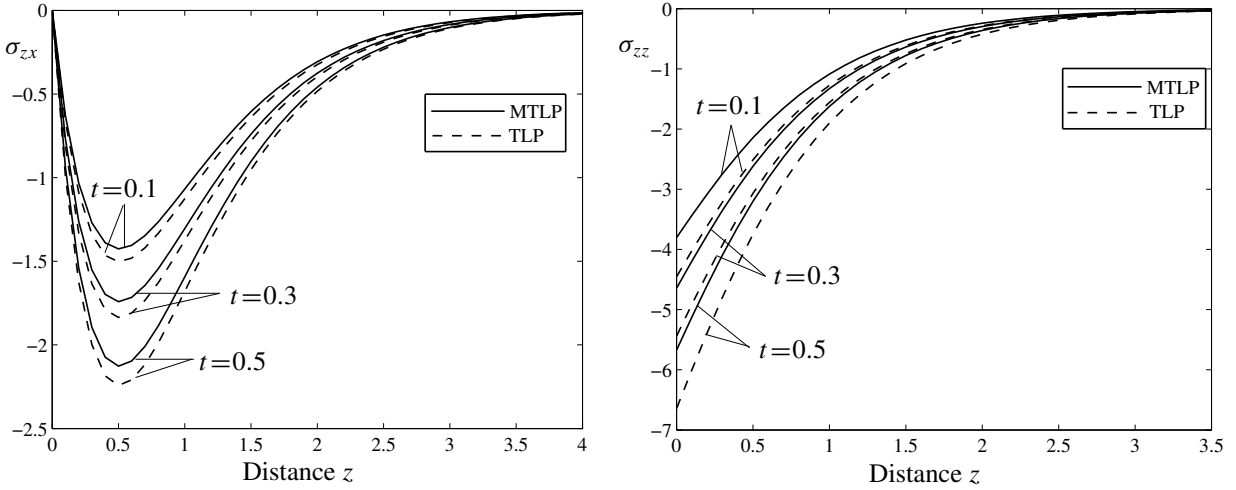 0
σzx
−0.5
−1
−1.5
−2
−2.5
MTLP
TLP
t=0.1
t=0.3
t=0.5
0 0.5 1 1.5 2 2.5 3 3.5 4
Distance z
0
σzz
−1
−2
−3
−4
−5
−6
−7
MTLP
TLP
t=0.1
t=0.3
t=0.5
0 0.5 1 1.5 2 2.5 3 3.5
Distance z